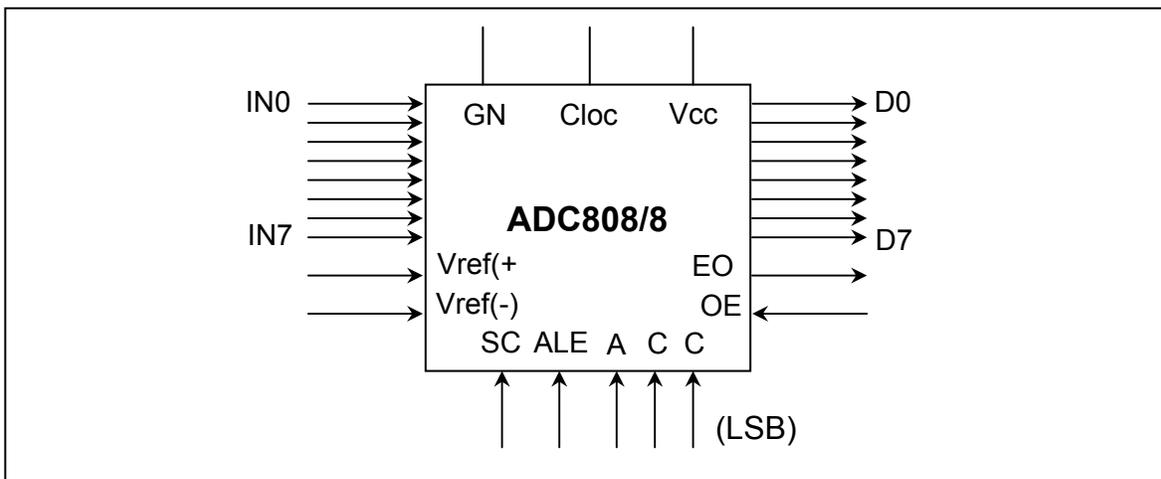 IN0
GN Cloc Vcc
D0
ADC808/8
IN7
D7
Vref(+
EO
Vref(-)
OE
SC ALE A C C
(LSB)